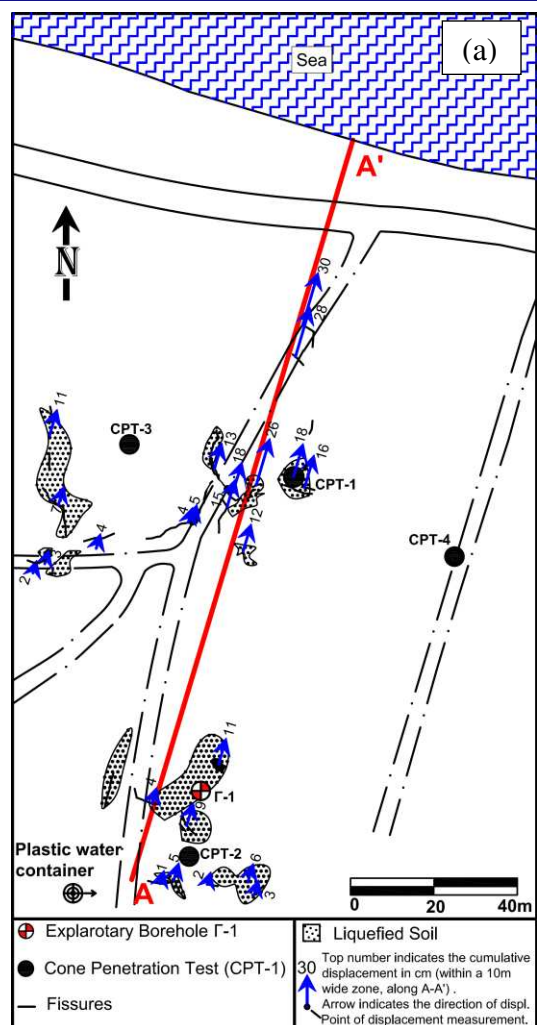 (a)
Sea
A'
N
30
28
11
CPT-3
13
18
26
18
16
CPT-1
7
4
5
15
12
4
CPT-4
2
3
11
4
Γ-1
9
Plastic water
container
CPT-2
A
1
5
2
6
3
0 20 40m
Explarotary Borehole Γ-1
Cone Penetration Test (CPT-1)
Fissures
Liquefied Soil
30
Top number indicates the cumulative
displacement in cm (within a 10m
wide zone, along A-A') .
Arrow indicates the direction of displ.
Point of displacement measurement.